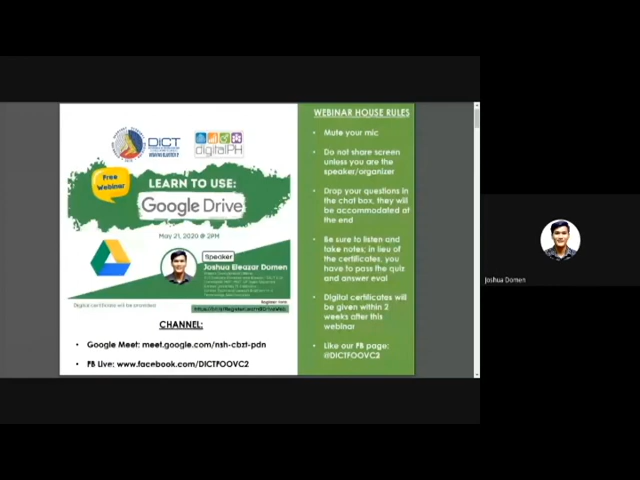 DICT
digitalPH
Free
Webinar
LEARN TO USE:
Google Drive
May 21, 2020 @ 2PM
Speaker
Joshua Eleazar Domen
Digital certificates will be provided
Register here:
CHANNEL:
• Google Meet: meet.google.com/nsh-cbzt-pdn
• FB Live: www.facebook.com/DICTFOOVC2
WEBINAR HOUSE RULES
• Mute your mic
• Do not share screen
unless you are the
speaker/organizer
• Drop your questions in
the chat box, they will
be accommodated at
the end
• Be sure to listen and
take notes; in lieu of
the certificates, you
have to pass the quiz
and answer eval
• Digital certificates will
be given within 2
weeks after this
webinar
• Like our FB page:
@DICTFOOVC2
Joshua Domen